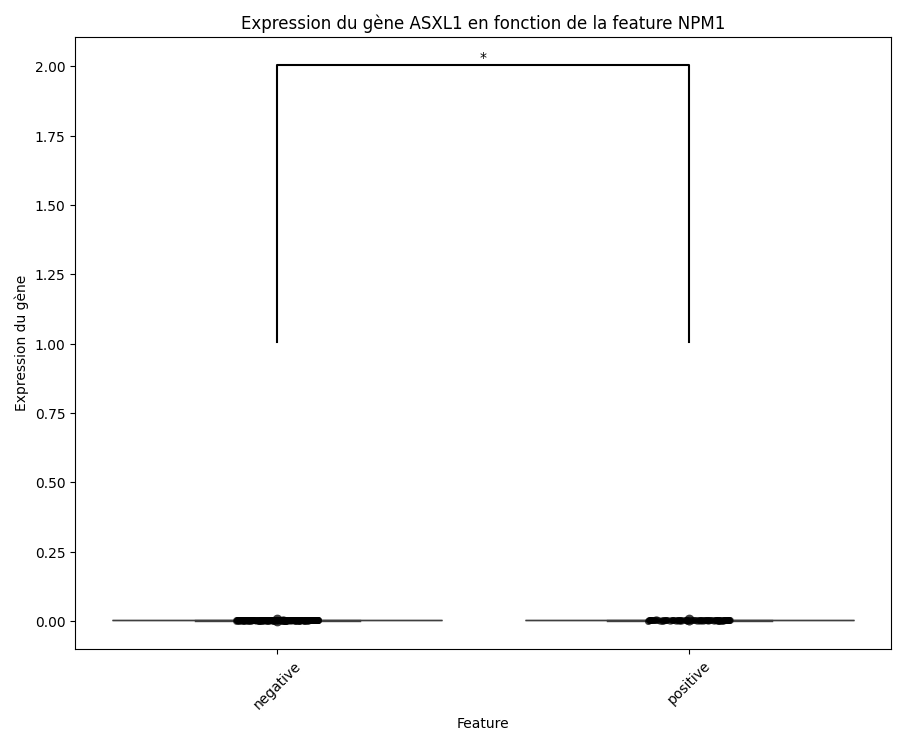 Expression du gène ASXL1 en fonction de la feature NPM1
*
2.00
1.75
1.50
1.25
1.00
0.75
0.50
0.25
0.00
Expression du gène
negative
positive
Feature